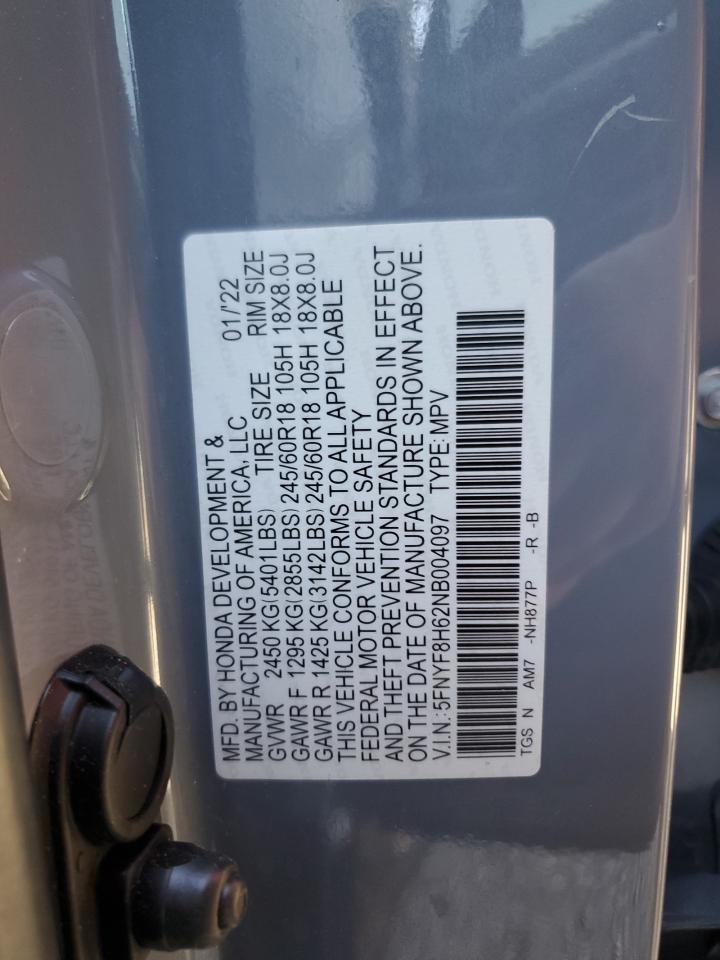 MFD. BY HONDA DEVELOPMENT &
MANUFACTURING OF AMERICA, LLC 01/'22
GVWR 2450 KG(5401LBS) TIRE SIZE RIM SIZE
GAWR F 1295 KG(2855LBS) 245/60R18 105H 18X8.0J
GAWR R 1425 KG(3142LBS) 245/60R18 105H 18X8.0J
THIS VEHICLE CONFORMS TO ALL APPLICABLE
FEDERAL MOTOR VEHICLE SAFETY
AND THEFT PREVENTION STANDARDS IN EFFECT
ON THE DATE OF MANUFACTURE SHOWN ABOVE.
V.I.N.:5FNYF8H62NB004097 TYPE:MPV
TGS N AM7 -NH877P -R -B